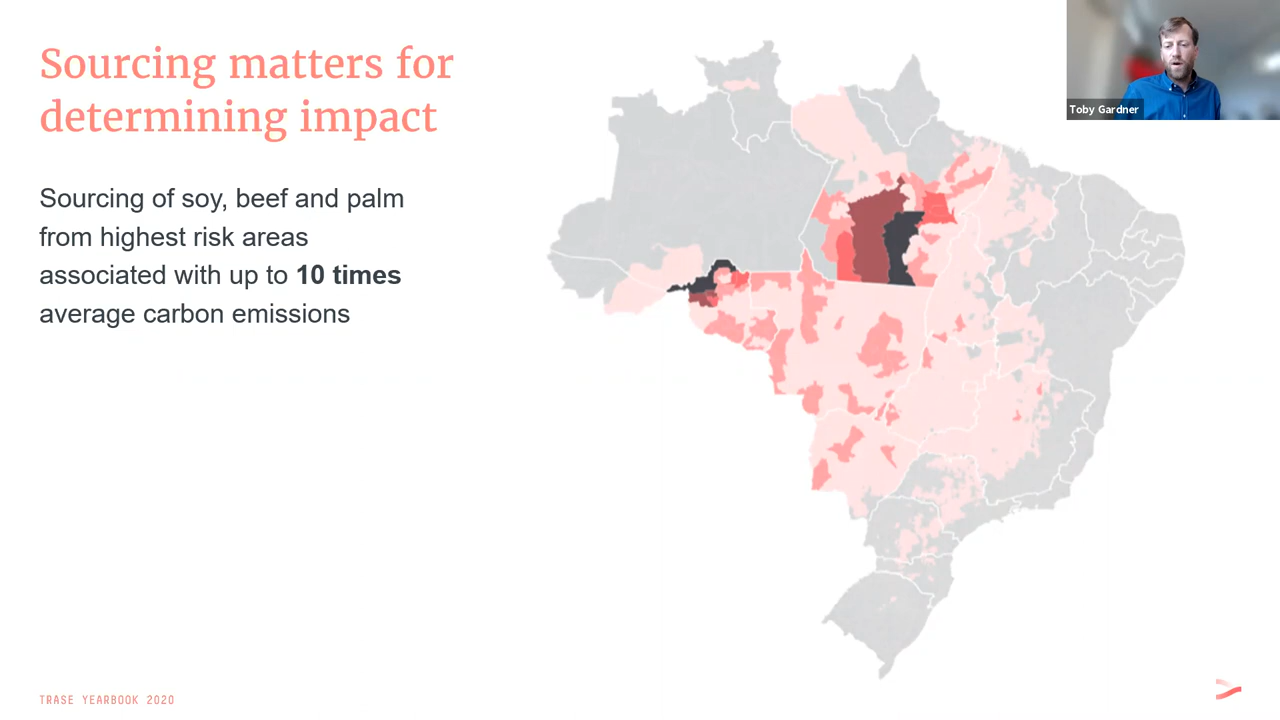 Sourcing matters for
determining impact
Sourcing of soy, beef and palm
from highest risk areas
associated with up to 10 times
average carbon emissions
Toby Gardner
TRASE YEARBOOK 2020